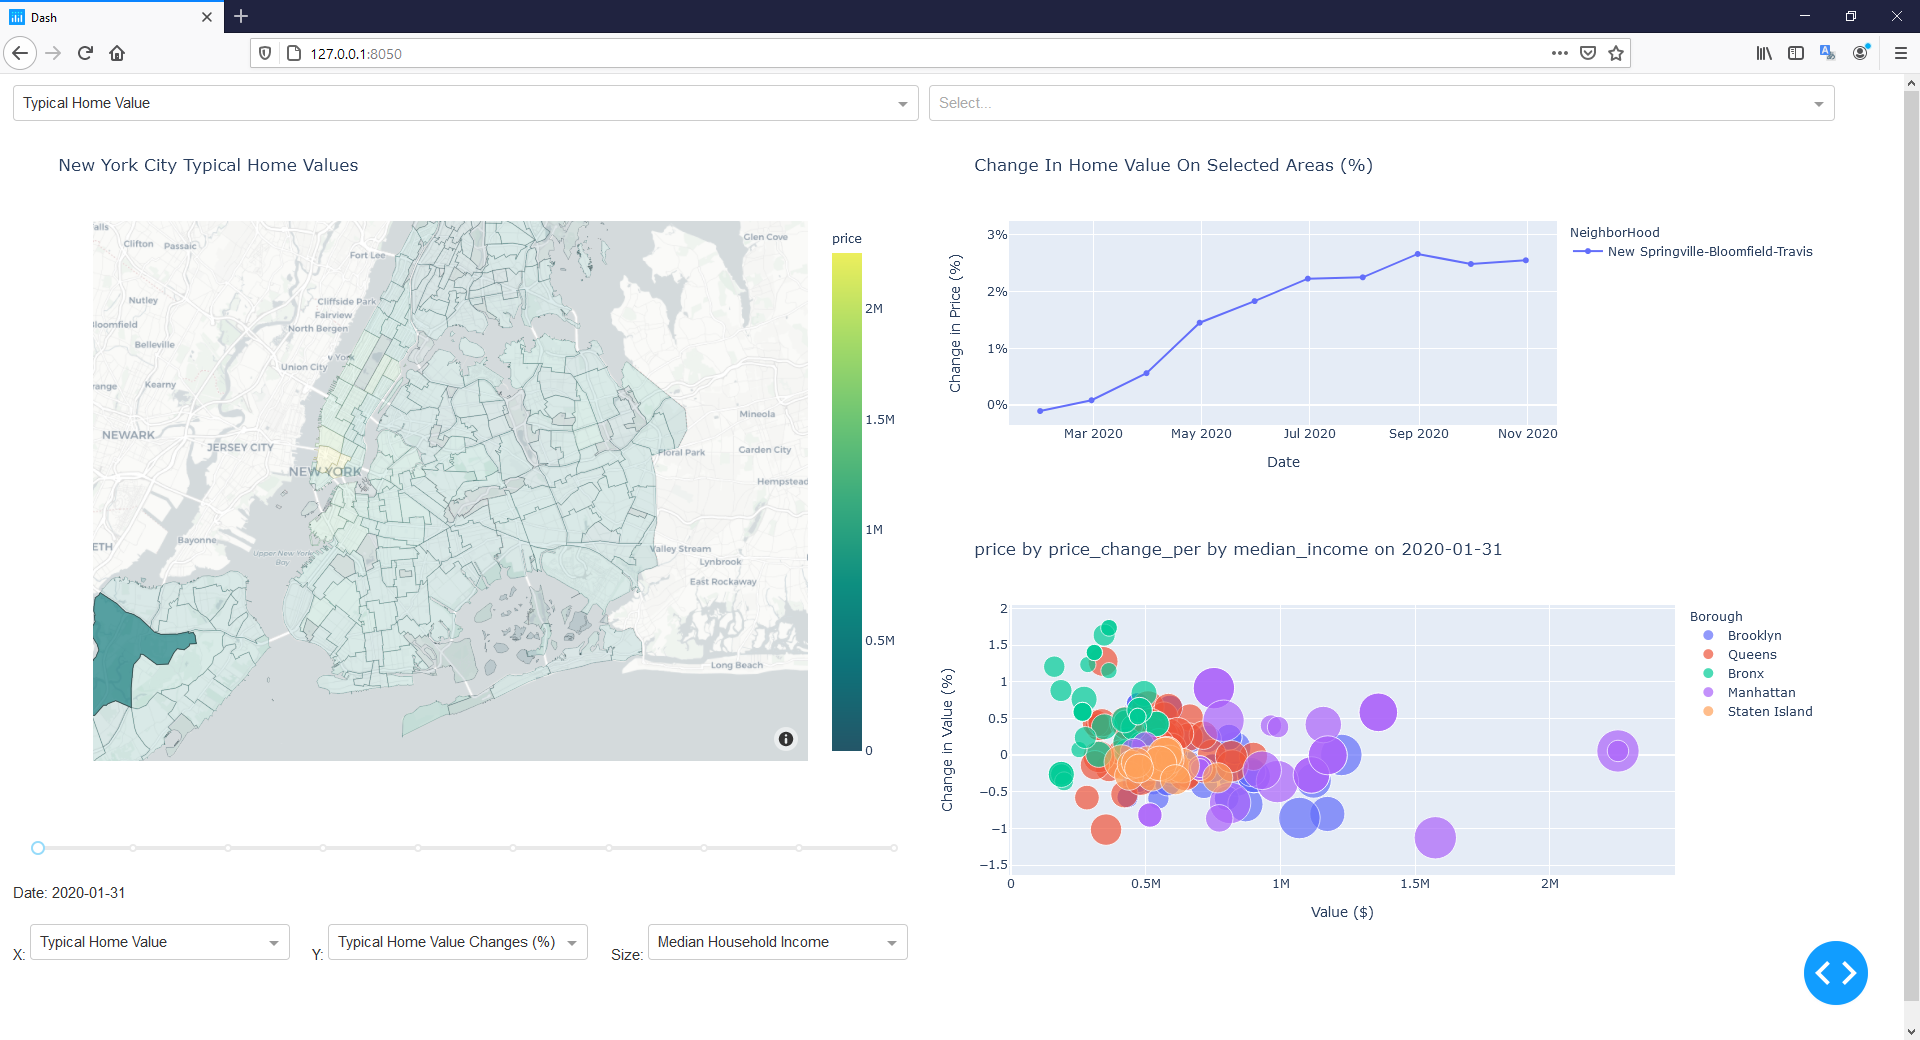 Dash
127.0.0.1:8050
Typical Home Value
Select...
New York City Typical Home Values
Clifton
Passaic
Fort Lee
Glen Cove
Nutley
Cliffside Park
Fairview
North Bergen
Belleville
Union City
Kearny
Mineola
NEWARK
JERSEY CITY
Garden City
Floral Park
NEW YORK
Hempstead
Bayonne
Upper New York
Bay
Valley Stream
Lynbrook
East Rockaway
Long Beach
price
2M
1.5M
1M
0.5M
0
Date: 2020-01-31
X: Typical Home Value
Y: Typical Home Value Changes (%)
Size: Median Household Income
Change In Home Value On Selected Areas (%)
Change in Price (%)
3%
2%
1%
0%
Mar 2020 May 2020 Jul 2020 Sep 2020 Nov 2020
Date
NeighborHood
New Springville-Bloomfield-Travis
price by price_change_per by median_income on 2020-01-31
Change in Value (%)
2
1.5
1
0.5
0
−0.5
−1
−1.5
0 0.5M 1M 1.5M 2M
Value ($)
Borough
Brooklyn
Queens
Bronx
Manhattan
Staten Island